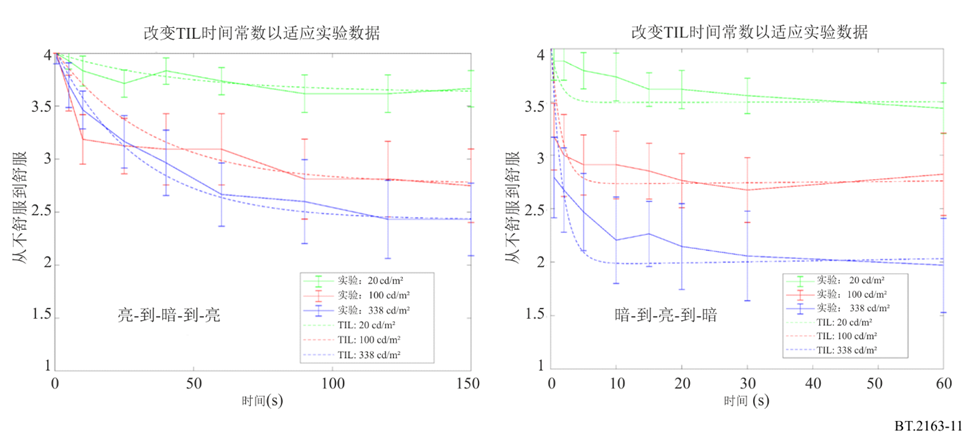 改变TIL时间常数以适应实验数据
从不舒服到舒服
4
3.5
3
2.5
2
1.5
1
0
50
100
150
时间(s)
亮-到-暗-到-亮
实验：20 cd/m²
实验：100 cd/m²
实验：338 cd/m²
TIL: 20 cd/m²
TIL: 100 cd/m²
TIL: 338 cd/m²
改变TIL时间常数以适应实验数据
从不舒服到舒服
4
3.5
3
2.5
2
1.5
1
0
10
20
30
40
50
60
时间 (s)
暗-到-亮-到-暗
实验： 20 cd/m²
实验：100 cd/m²
实验： 338 cd/m²
TIL: 20 cd/m²
TIL: 100 cd/m²
TIL: 338 cd/m²
BT.2163-11